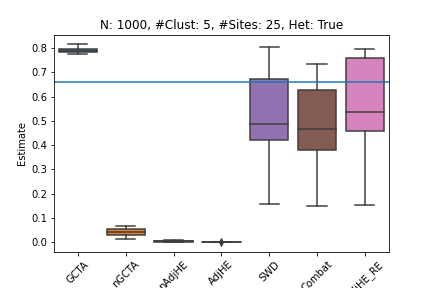 N: 1000, #Clust: 5, #Sites: 25, Het: True
Estimate
0.8
0.7
0.6
0.5
0.4
0.3
0.2
0.1
0.0
GCTA
nGCTA
nAdjHE
AdjHE
SWD
Combat